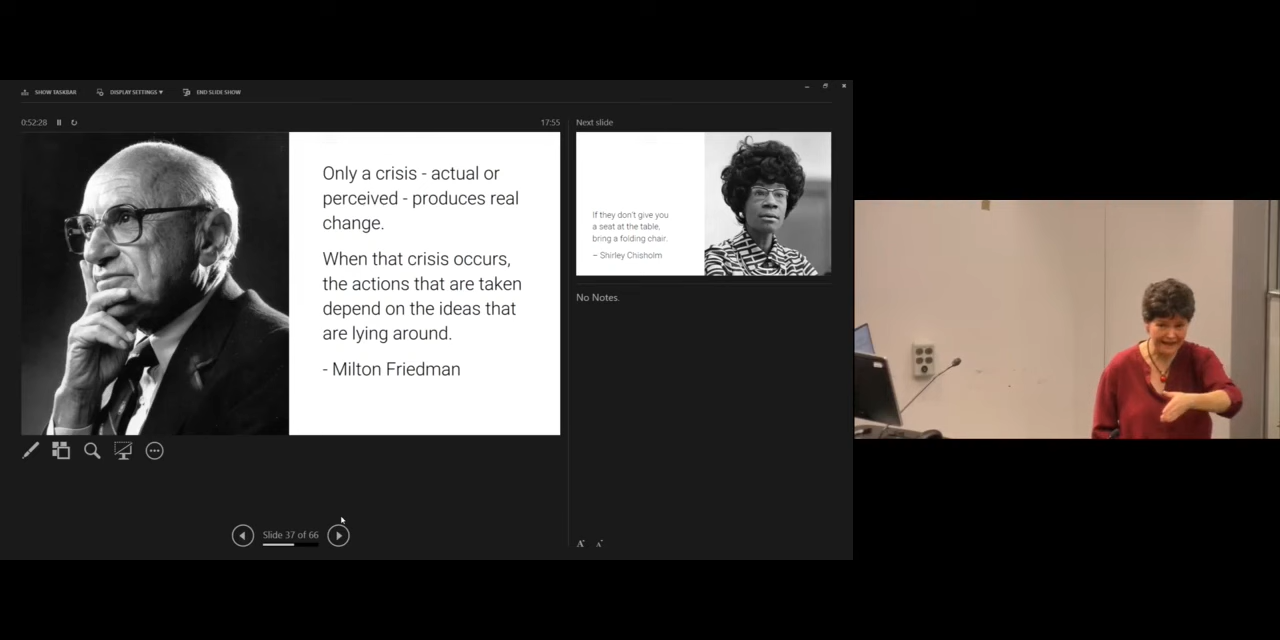 SHOW TASKBAR
DISPLAY SETTINGS ▾
END SLIDE SHOW
0:52:28
17:55
Only a crisis - actual or
perceived - produces real
change.
When that crisis occurs,
the actions that are taken
depend on the ideas that
are lying around.
- Milton Friedman
Slide 37 of 66
Next slide
If they don't give you
a seat at the table,
bring a folding chair.
– Shirley Chisholm
No Notes.
A A